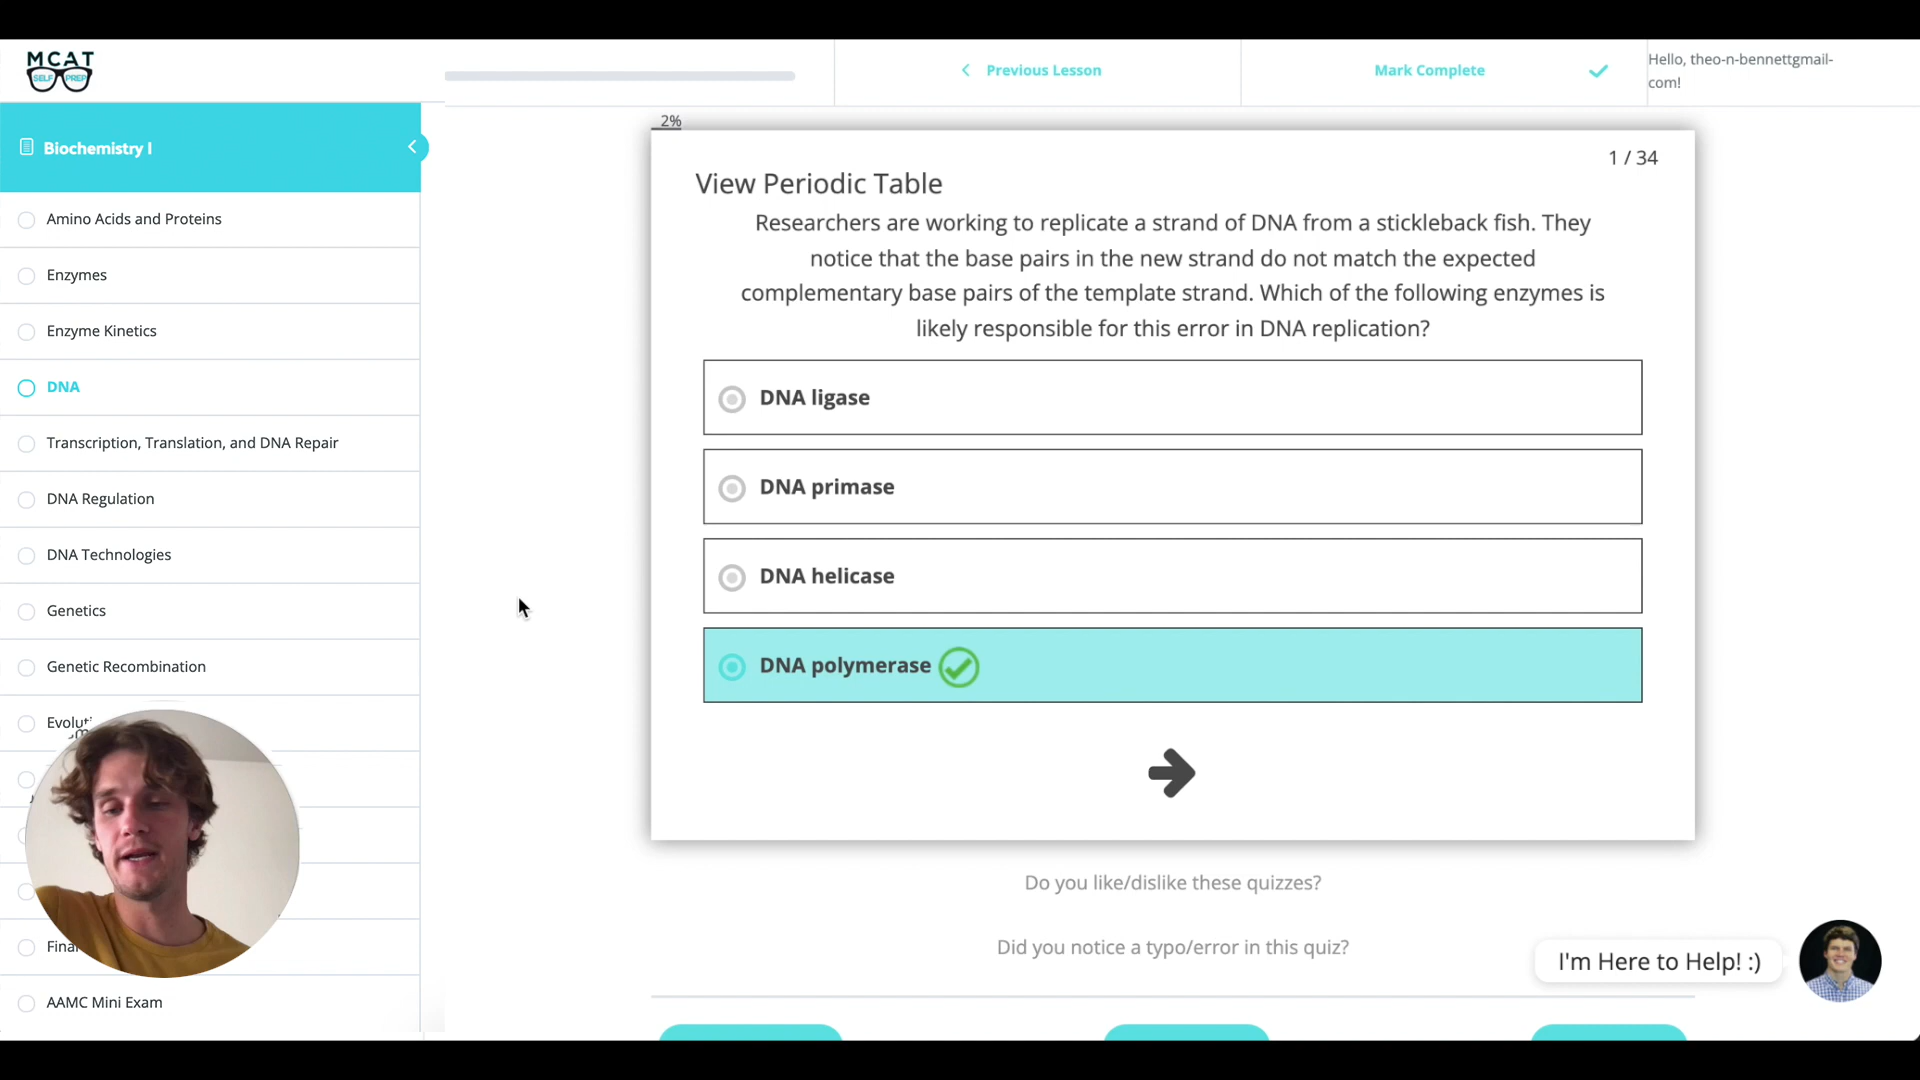 MCAT
SELF PREP
Previous Lesson
Mark Complete
Hello, theo-n-bennettgmail-
com!
Biochemistry I
Amino Acids and Proteins
Enzymes
Enzyme Kinetics
DNA
Transcription, Translation, and DNA Repair
DNA Regulation
DNA Technologies
Genetics
Genetic Recombination
AAMC Mini Exam
2%
1 / 34
View Periodic Table
Researchers are working to replicate a strand of DNA from a stickleback fish. They
notice that the base pairs in the new strand do not match the expected
complementary base pairs of the template strand. Which of the following enzymes is
likely responsible for this error in DNA replication?
DNA ligase
DNA primase
DNA helicase
DNA polymerase
Do you like/dislike these quizzes?
Did you notice a typo/error in this quiz?
I'm Here to Help! :)